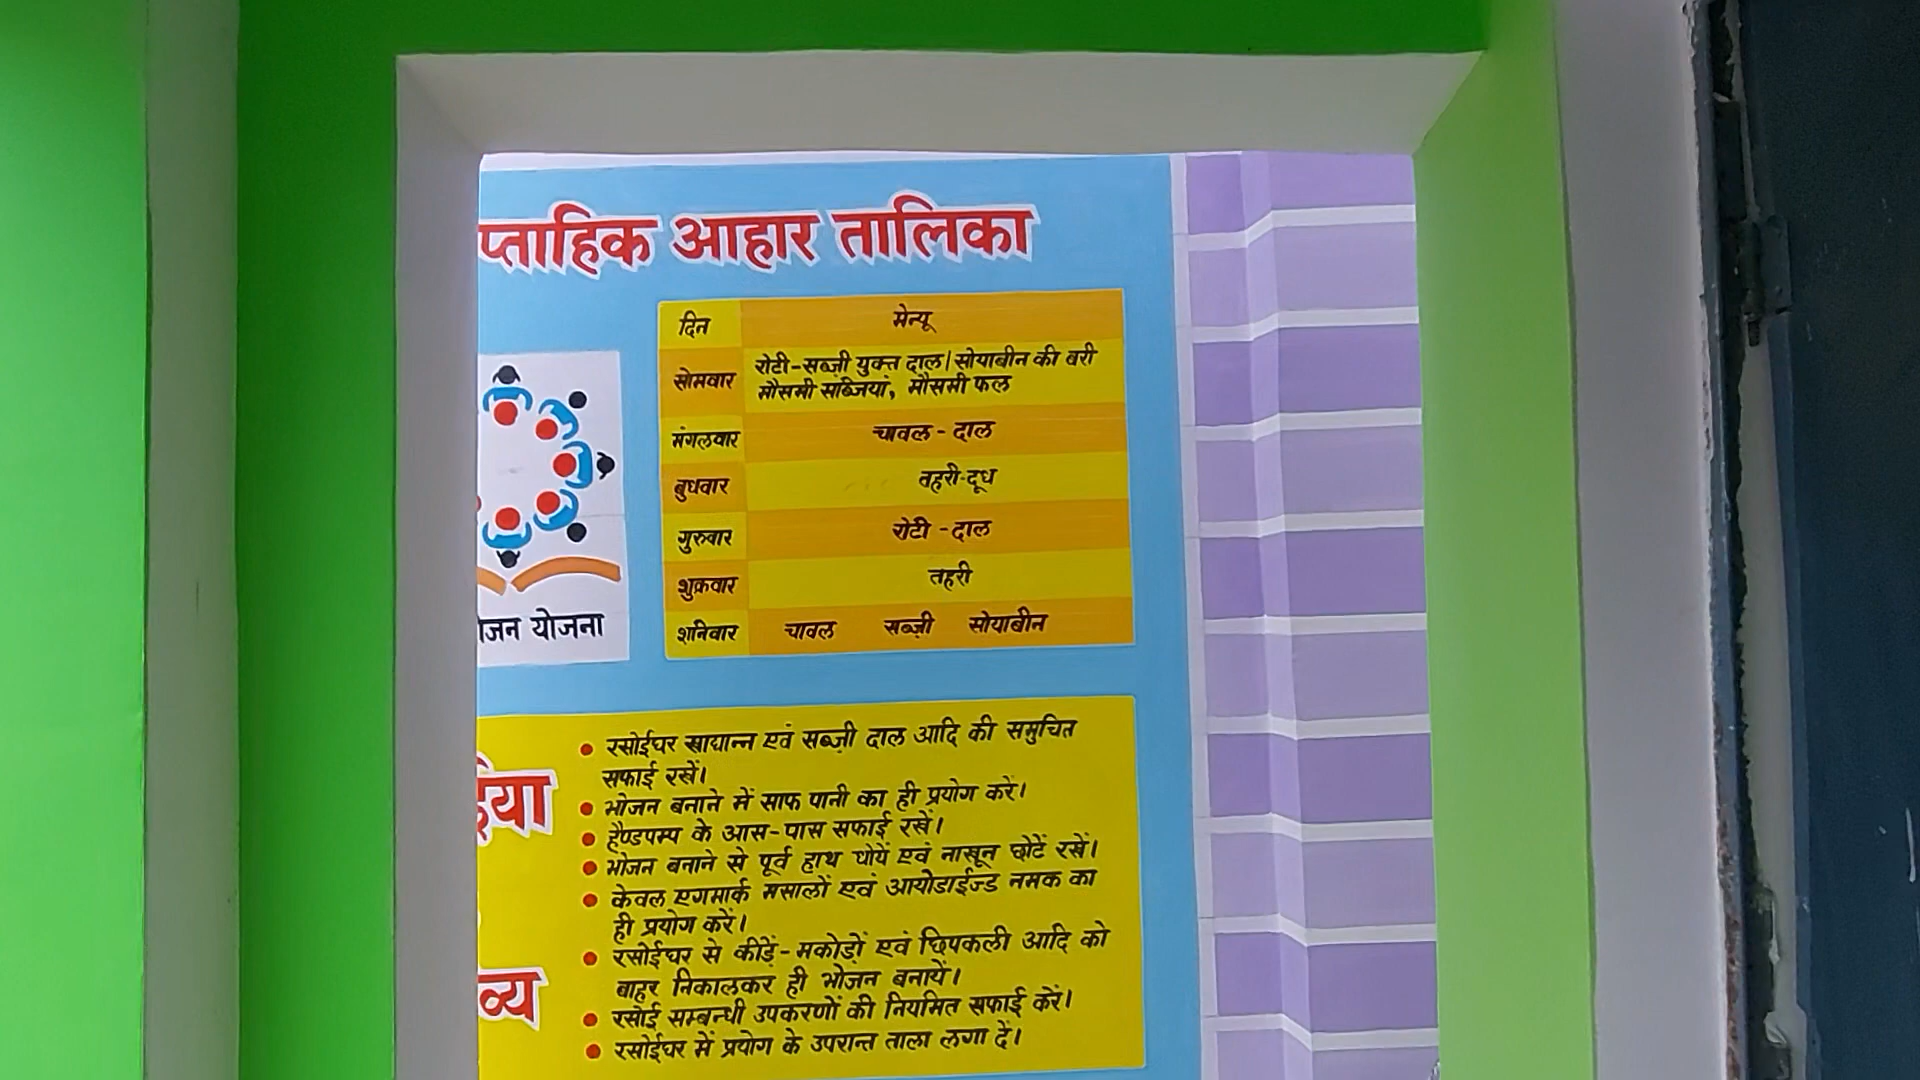 प्ताहिक आहार तालिका
दिन मेन्यू
सोमवार रोटी-सब्ज़ी युक्त दाल/सोयाबीन की बरी
मौसमी सब्जियां, मौसमी फल
मंगलवार चावल - दाल
बुधवार तहरी-दूध
गुरुवार रोटी - दाल
शुक्रवार तहरी
शनिवार चावल सब्ज़ी सोयाबीन
जन योजना
इया
व्य
• रसोईघर खाद्यान्न एवं सब्ज़ी दाल आदि की समुचित
सफाई रखें।
• भोजन बनाने में साफ पानी का ही प्रयोग करें।
• हैण्डपम्प के आस-पास सफाई रखें।
• भोजन बनाने से पूर्व हाथ धोयें एवं नाखून छोटें रखें।
• केवल एगमार्क मसालों एवं आयोडाईज्ड नमक का
ही प्रयोग करें।
• रसोईघर से कीड़ें-मकोड़ों एवं छिपकली आदि को
बाहर निकालकर ही भोजन बनायें।
• रसोई सम्बन्धी उपकरणों की नियमित सफाई करें।
• रसोईघर में प्रयोग के उपरान्त ताला लगा दें।